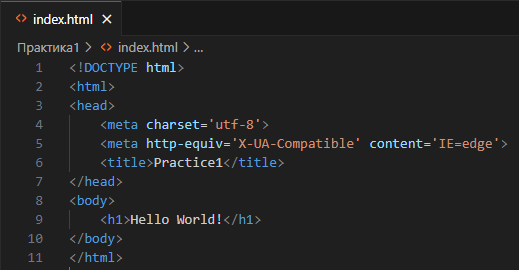 index.html
Практика1 > index.html > ...
1 <!DOCTYPE html>
2 <html>
3 <head>
4     <meta charset='utf-8'>
5     <meta http-equiv='X-UA-Compatible' content='IE=edge'>
6     <title>Practice1</title>
7 </head>
8 <body>
9     <h1>Hello World!</h1>
10 </body>
11 </html>